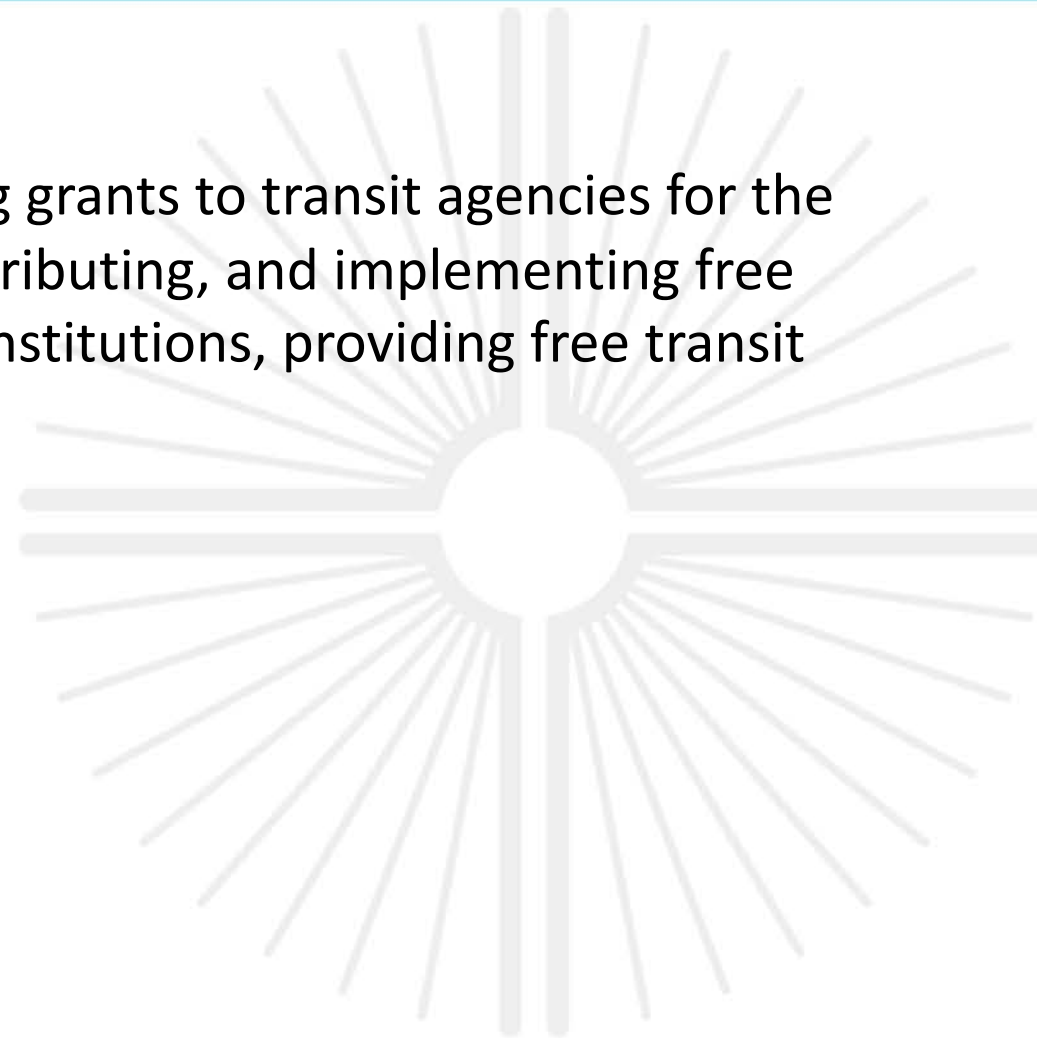 g grants to transit agencies for the
ributing, and implementing free
nstitutions, providing free transit